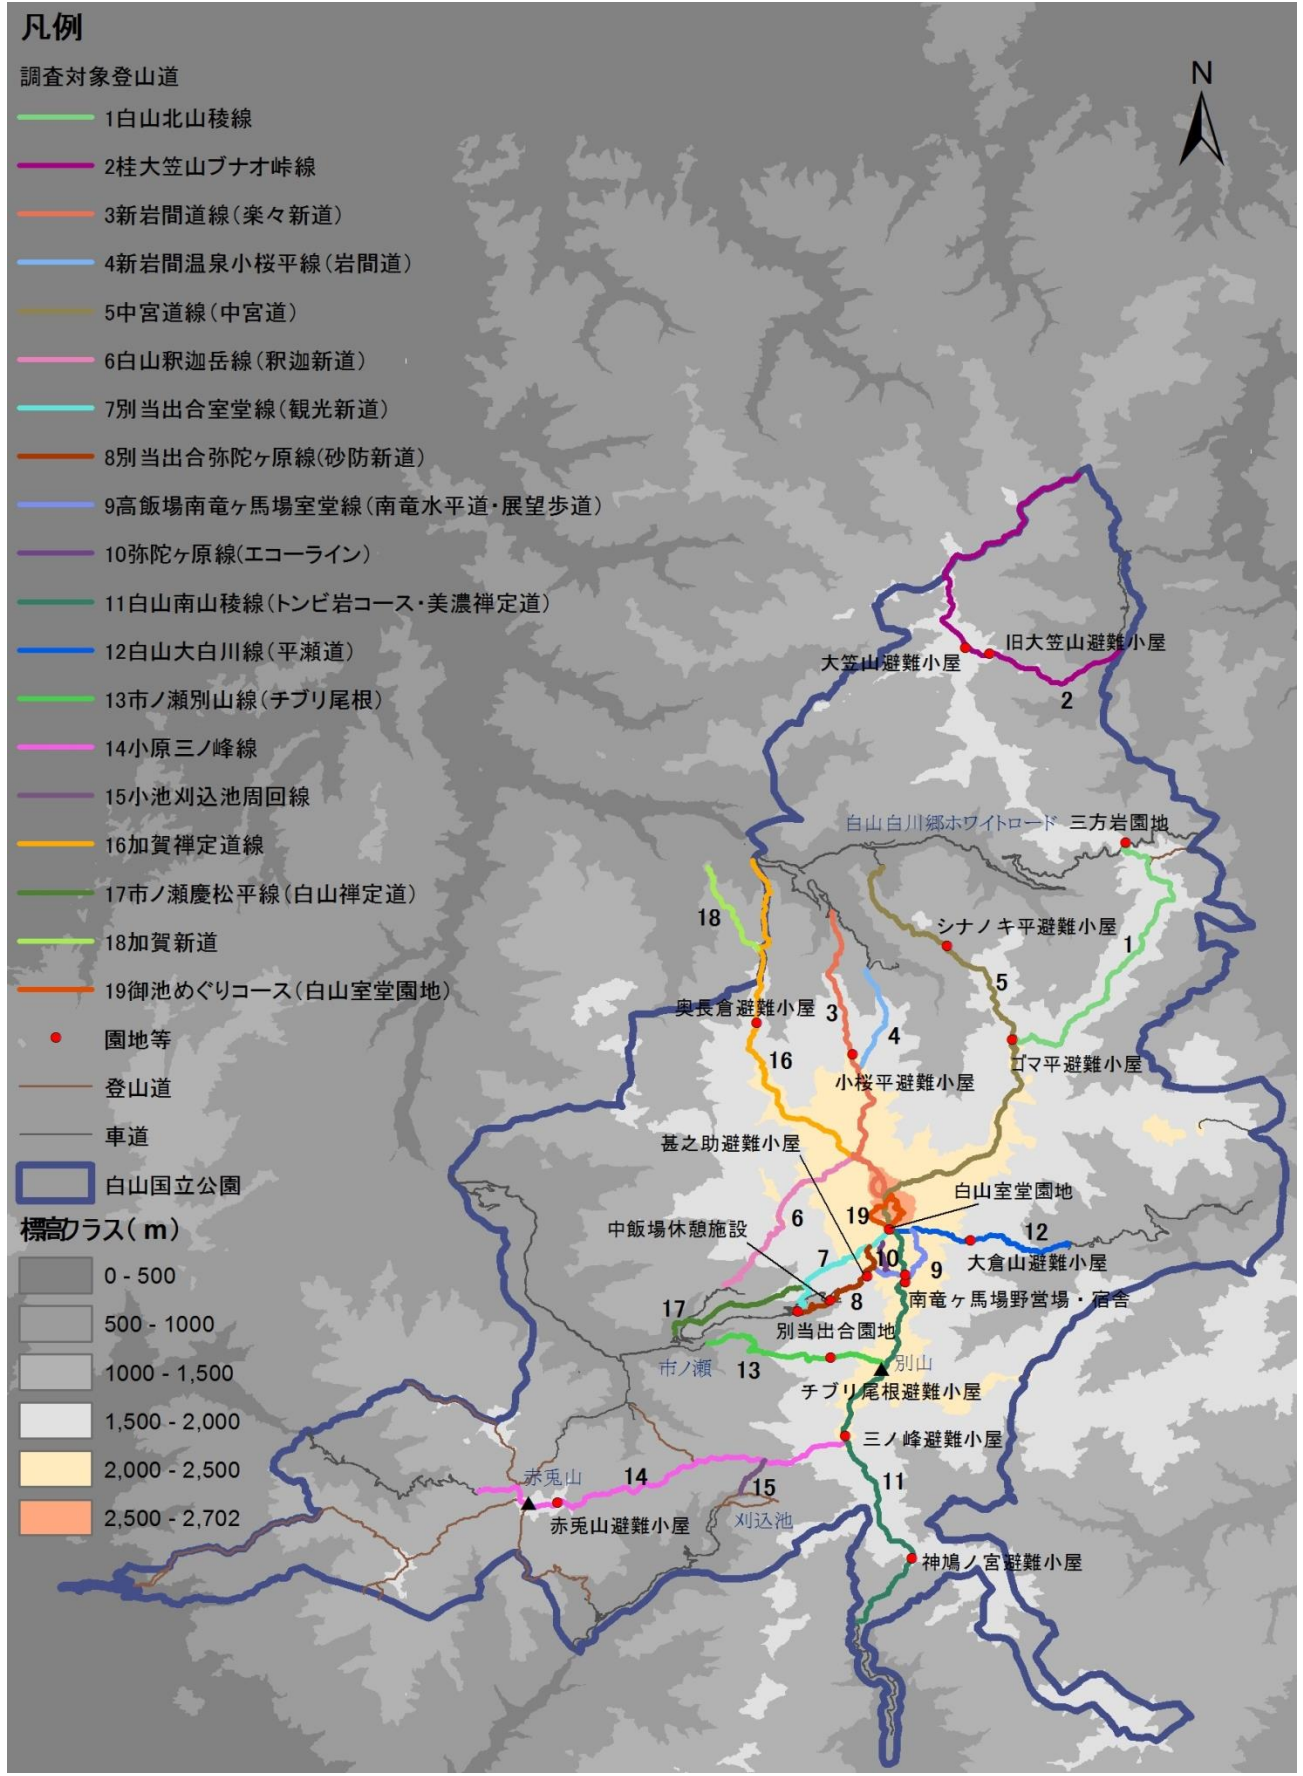 凡例
調査対象登山道
1白山北山稜線
2桂大笠山ブナオ峠線
3新岩間道線(楽々新道)
4新岩間温泉小桜平線(岩間道)
5中宮道線(中宮道)
6白山釈迦岳線(釈迦新道)
7別当出合室堂線(観光新道)
8別当出合弥陀ヶ原線(砂防新道)
9高飯場南竜ヶ馬場室堂線(南竜水平道・展望歩道)
10弥陀ヶ原線(エコーライン)
11白山南山稜線(トンビ岩コース・美濃禅定道)
12白山大白川線(平瀬道)
13市ノ瀬別山線(チブリ尾根)
14小原三ノ峰線
15小池刈込池周回線
16加賀禅定道線
17市ノ瀬慶松平線(白山禅定道)
18加賀新道
19御池めぐりコース(白山室堂園地)
園地等
登山道
車道
白山国立公園
標高クラス(m)
0 - 500
500 - 1000
1000 - 1,500
1,500 - 2,000
2,000 - 2,500
2,500 - 2,702
N
旧大笠山避難小屋
大笠山避難小屋
2
白山白川郷ホワイトロード
三方岩園地
18
シナノキ平避難小屋
1
5
奥長倉避難小屋
3
4
16
ゴマ平避難小屋
小桜平避難小屋
甚之助避難小屋
白山室堂園地
6
19
中飯場休憩施設
12
7
10
9
大倉山避難小屋
17
8
南竜ヶ馬場野営場・宿舎
別当出合園地
市ノ瀬
13
別山
チブリ尾根避難小屋
三ノ峰避難小屋
赤兎山
14
15
11
赤兎山避難小屋
刈込池
神鳩ノ宮避難小屋